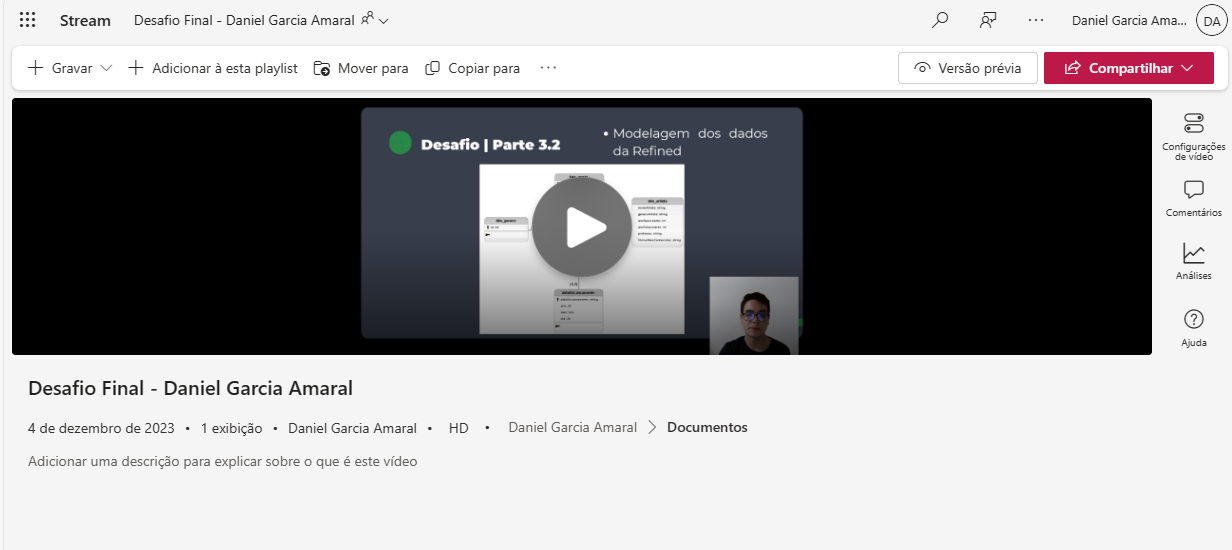 Stream
Desafio Final - Daniel Garcia Amaral
Daniel Garcia Ama...
DA
Gravar
Adicionar à esta playlist
Mover para
Copiar para
Versão prévia
Compartilhar
Desafio | Parte 3.2
• Modelagem dos dados
da Refined
Configurações
de vídeo
Comentários
Análises
Ajuda
Desafio Final - Daniel Garcia Amaral
4 de dezembro de 2023 • 1 exibição • Daniel Garcia Amaral • HD • Daniel Garcia Amaral > Documentos
Adicionar uma descrição para explicar sobre o que é este vídeo